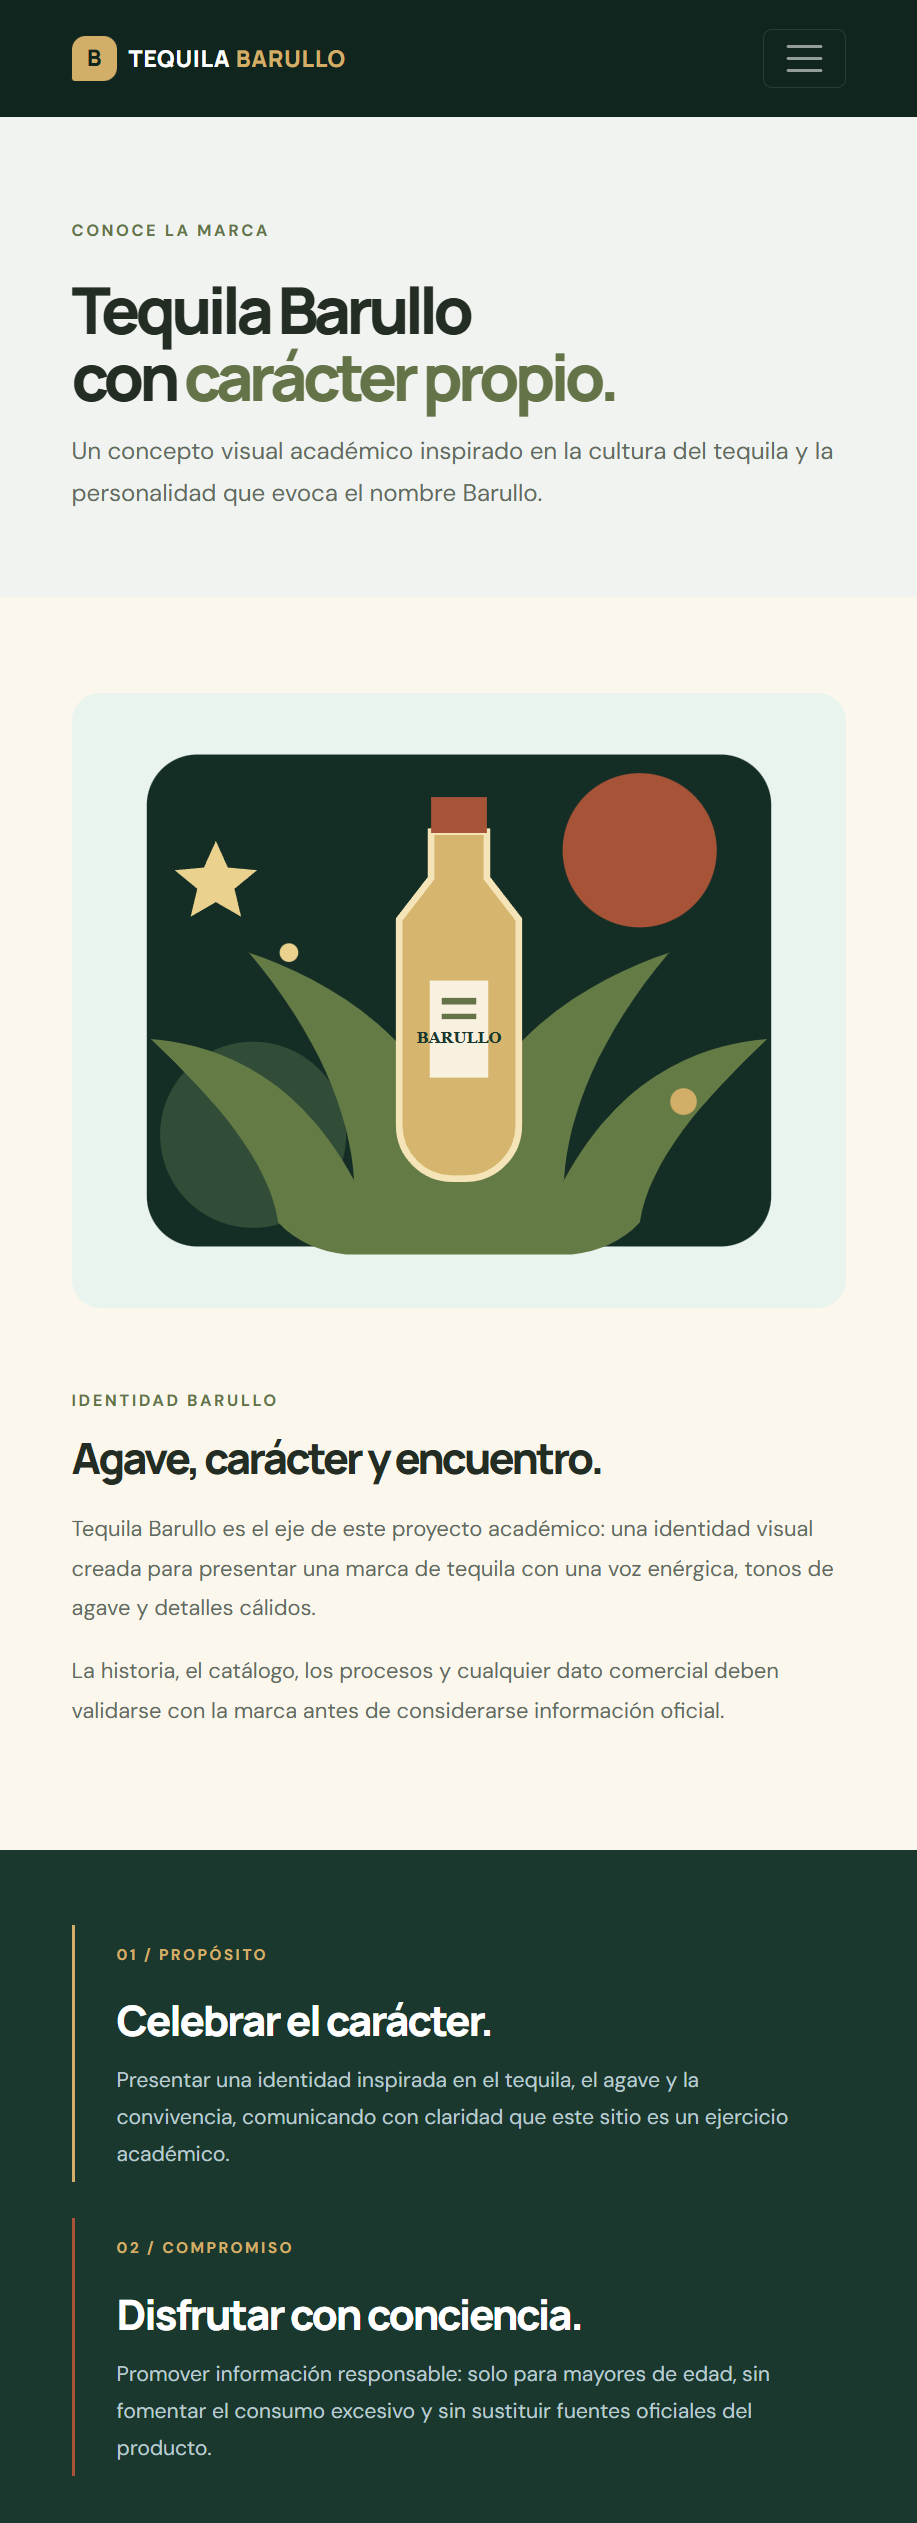 B TEQUILA BARULLO
CONOCE LA MARCA
Tequila Barullo
con carácter propio.
Un concepto visual académico inspirado en la cultura del tequila y la
personalidad que evoca el nombre Barullo.
BARULLO
IDENTIDAD BARULLO
Agave, carácter y encuentro.
Tequila Barullo es el eje de este proyecto académico: una identidad visual
creada para presentar una marca de tequila con una voz enérgica, tonos de
agave y detalles cálidos.
La historia, el catálogo, los procesos y cualquier dato comercial deben
validarse con la marca antes de considerarse información oficial.
01 / PROPÓSITO
Celebrar el carácter.
Presentar una identidad inspirada en el tequila, el agave y la
convivencia, comunicando con claridad que este sitio es un ejercicio
académico.
02 / COMPROMISO
Disfrutar con conciencia.
Promover información responsable: solo para mayores de edad, sin
fomentar el consumo excesivo y sin sustituir fuentes oficiales del
producto.